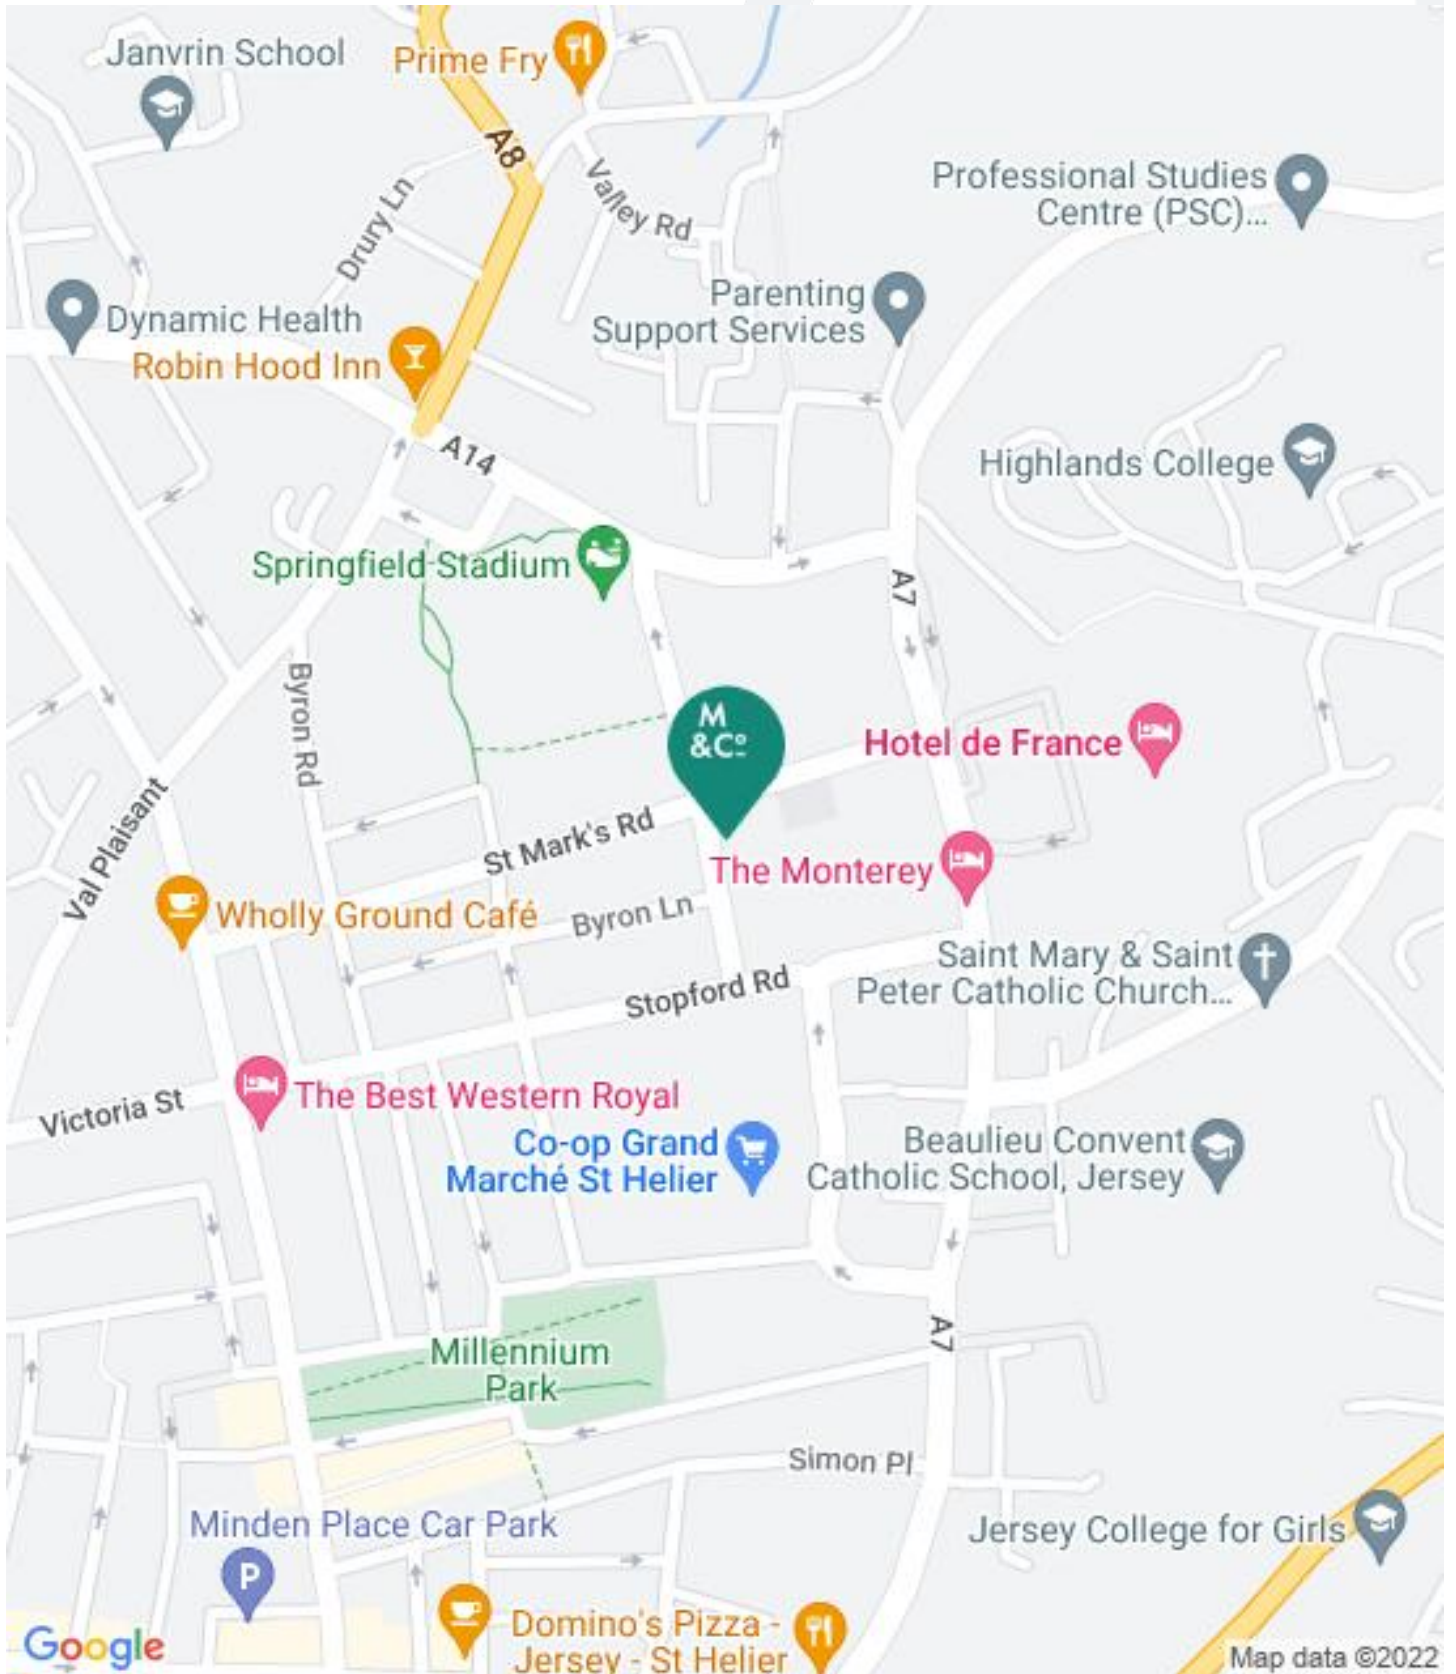 Janvrin School
Prime Fry
A8
Valley Rd
Drury Ln
Professional Studies
Centre (PSC)...
Parenting
Support Services
Dynamic Health
Robin Hood Inn
A14
Highlands College
Springfield Stadium
A7
Byron Rd
M
&Cº
Hotel de France
Val Plaisant
St Mark's Rd
The Monterey
Wholly Ground Café
Byron Ln
Saint Mary & Saint
Peter Catholic Church...
Stopford Rd
Victoria St
The Best Western Royal
Co-op Grand
Marché St Helier
Beaulieu Convent
Catholic School, Jersey
A7
Millennium
Park
Simon Pl
Minden Place Car Park
P
Jersey College for Girls
Domino's Pizza -
Jersey - St Helier
Google
Map data ©2022